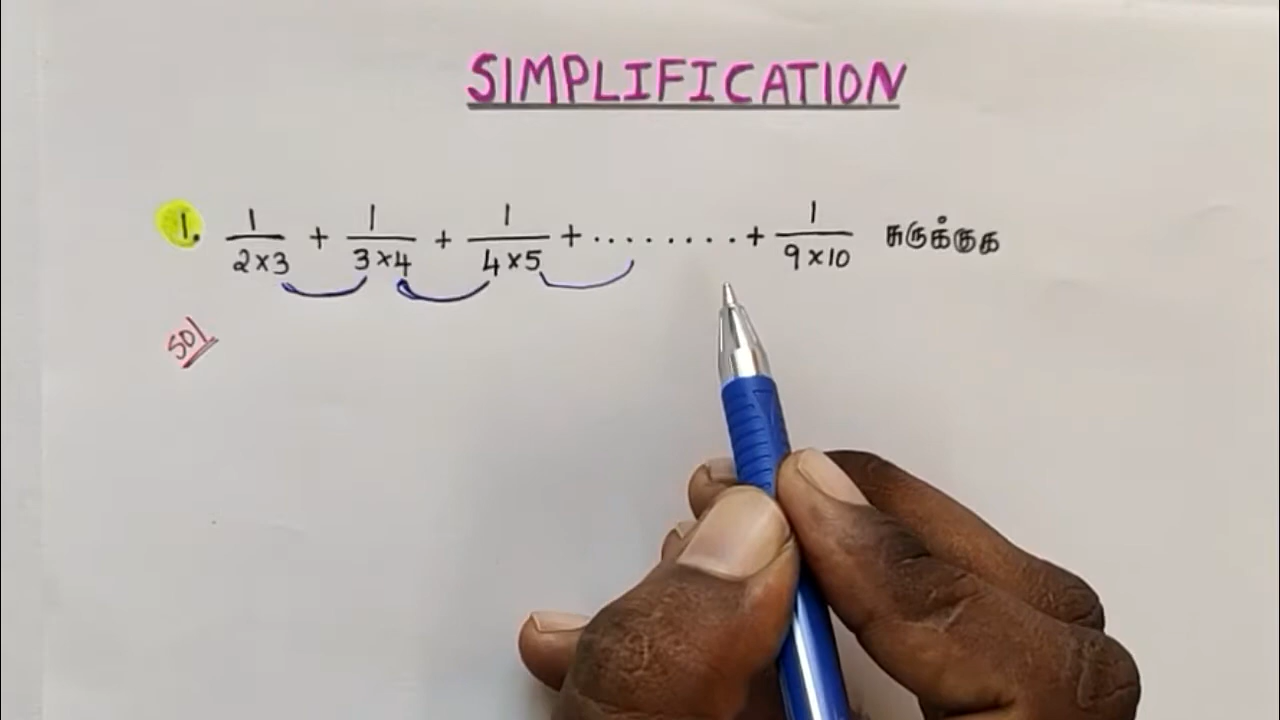 SIMPLIFICATION
1. 1/2×3 + 1/3×4 + 1/4×5 + ........ + 1/9×10 சுருக்குக
Sol